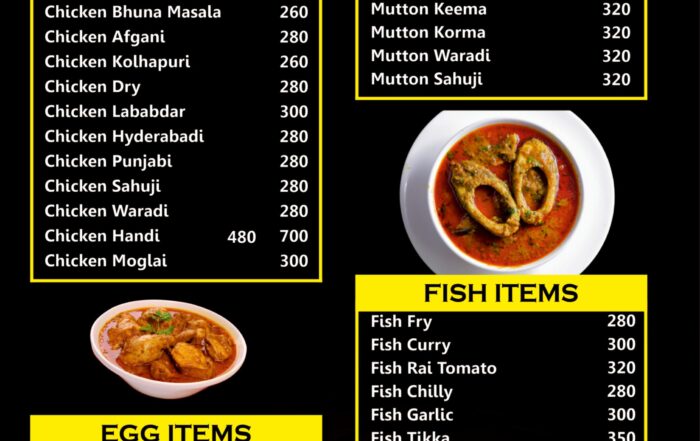 Chicken Bhuna Masala 260
Chicken Afgani 280
Chicken Kolhapuri 260
Chicken Dry 280
Chicken Lababdar 300
Chicken Hyderabadi 280
Chicken Punjabi 280
Chicken Sahuji 280
Chicken Waradi 280
Chicken Handi 480 700
Chicken Moglai 300
EGG ITEMS
Mutton Keema 320
Mutton Korma 320
Mutton Waradi 320
Mutton Sahuji 320
FISH ITEMS
Fish Fry 280
Fish Curry 300
Fish Rai Tomato 320
Fish Chilly 280
Fish Garlic 300
Fish Tikka 350